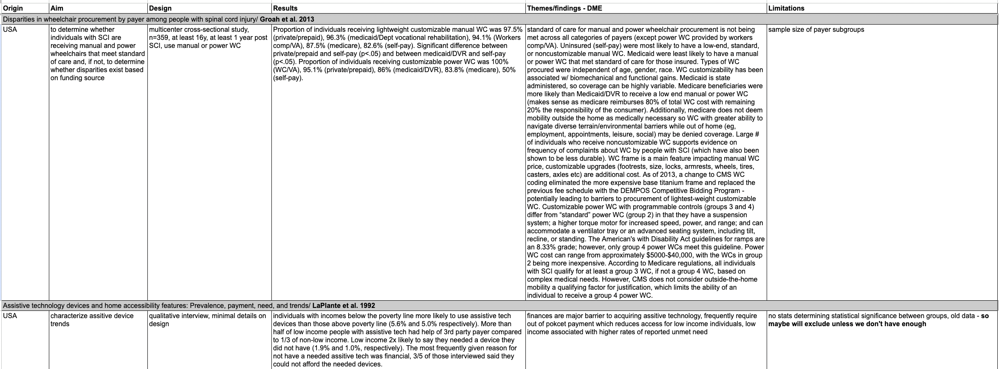 Origin
Aim
Design
Results
Themes/findings - DME
Limitations
Disparities in wheelchair procurement by payer among people with spinal cord injury/ Groah et al. 2013
USA
to determine whether
individuals with SCI are
receiving manual and power
wheelchairs that meet standard
of care and, if not, to determine
whether disparities exist based
on funding source
multicenter cross-sectional study,
n=359, at least 16y, at least 1 year post
SCI, use manual or power WC
Proportion of individuals receiving lightweight customizable manual WC was 97.5%
(private/prepaid), 96.3% (medicaid/Dept vocational rehabilitation), 94.1% (Workers
comp/VA), 87.5% (medicare), 82.6% (self-pay). Significant difference between
private/prepaid and self-pay (p<.05) and between medicaid/DVR and self-pay
(p<.05). Proportion of individuals receiving customizable power WC was 100%
(WC/VA), 95.1% (private/prepaid), 86% (medicaid/DVR), 83.8% (medicare), 50%
(self-pay).
standard of care for manual and power wheelchair procurement is not being
met across all categories of payers (except power WC provided by workers
comp/VA). Uninsured (self-pay) were most likely to have a low-end, standard,
or noncustomizable manual WC. Medicaid were least likely to have a manual
or power WC that met standard of care for those insured. Types of WC
procured were independent of age, gender, race. WC customizability has been
associated w/ biomechanical and functional gains. Medicaid is state
administered, so coverage can be highly variable. Medicare beneficiaries were
more likely than Medicaid/DVR to receive a low end manual or power WC
(makes sense as medicare reimburses 80% of total WC cost with remaining
20% the responsibility of the consumer). Additionally, medicare does not deem
mobility outside the home as medically necessary so WC with greater ability to
navigate diverse terrain/environmental barriers while out of home (eg,
employment, appointments, leisure, social) may be denied coverage. Large #
of individuals who receive noncustomizable WC supports evidence on
frequency of complaints about WC by people with SCI (which have also been
shown to be less durable). WC frame is a main feature impacting manual WC
price, customizable upgrades (footrests, size, locks, armrests, wheels, tires,
casters, axles etc) are additional cost. As of 2013, a change to CMS WC
coding eliminated the more expensive base titanium frame and replaced the
previous fee schedule with the DEMPOS Competitive Bidding Program -
potentially leading to barriers to procurement of lightest-weight customizable
WC. Customizable power WC with programmable controls (groups 3 and 4)
differ from “standard” power WC (group 2) in that they have a suspension
system; a higher torque motor for increased speed, power, and range; and can
accommodate a ventilator tray or an advanced seating system, including tilt,
recline, or standing. The American's with Disability Act guidelines for ramps are
an 8.33% grade; however, only group 4 power WCs meet this guideline. Power
WC cost can range from approximately $5000-$40,000, with the WCs in group
2 being more inexpensive. According to Medicare regulations, all individuals
with SCI qualify for at least a group 3 WC, if not a group 4 WC, based on
complex medical needs. However, CMS does not consider outside-the-home
mobility a qualifying factor for justification, which limits the ability of an
individual to receive a group 4 power WC.
sample size of payer subgroups
Assistive technology devices and home accessibility features: Prevalence, payment, need, and trends/ LaPlante et al. 1992
USA
characterize assitive device
trends
qualitative interview, minimal details on
design
individuals with incomes below the poverty line more likely to use assistive tech
devices than those above poverty line (5.6% and 5.0% respectively). More than
half of low income people with assistive tech had help of 3rd party payer compared
to 1/3 of non-low income. Low income 2x likely to say they needed a device they
did not have (1.9% and 1.0%, respectively). The most frequently given reason for
not have a needed assitive tech was financial, 3/5 of those interviewed said they
could not afford the needed devices.
finances are major barrier to acquiring assitive technology, frequently require
out of pokcet payment which reduces access for low income individuals, low
income associated with higher rates of reported unmet need
no stats determining statistical significance between groups, old data - so
maybe will exclude unless we don't have enough